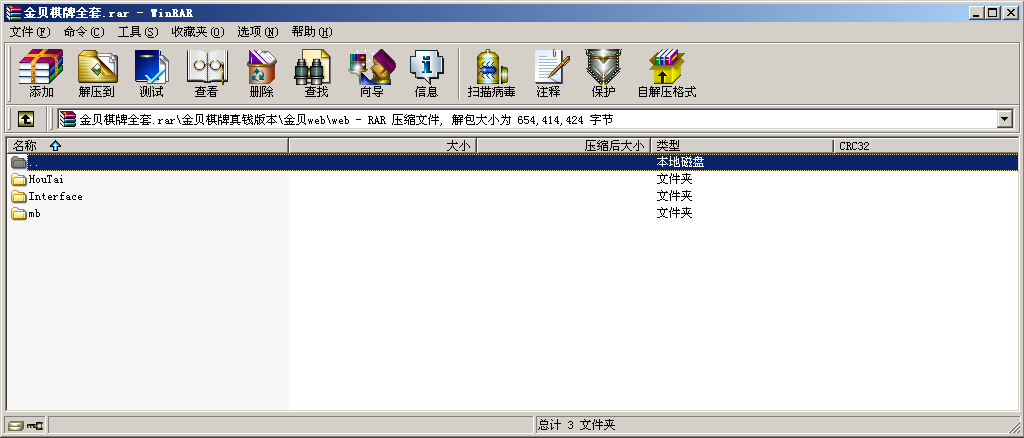 金贝棋牌全套.rar - WinRAR
文件(F) 命令(C) 工具(S) 收藏夹(O) 选项(N) 帮助(H)
添加 解压到 测试 查看 删除 查找 向导 信息 扫描病毒 注释 保护 自解压格式
金贝棋牌全套.rar\金贝棋牌真钱版本\金贝web\web - RAR 压缩文件, 解包大小为 654,414,424 字节
名称 大小 压缩后大小 类型 CRC32
.. 本地磁盘
HouTai 文件夹
Interface 文件夹
mb 文件夹
总计 3 文件夹